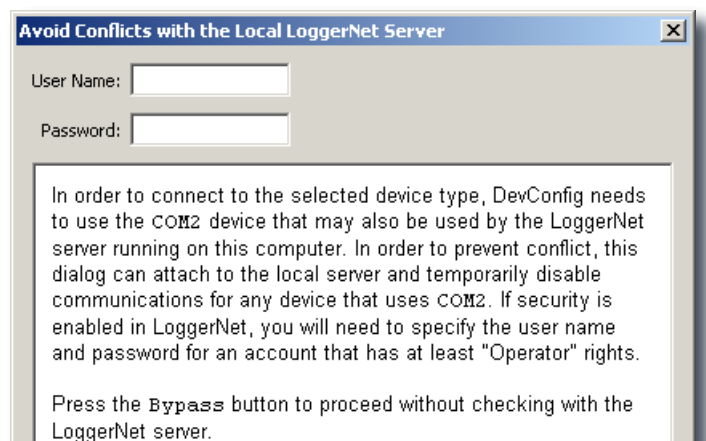 Avoid Conflicts with the Local LoggerNet Server
User Name:
Password:
In order to connect to the selected device type, DevConfig needs
to use the COM2 device that may also be used by the LoggerNet
server running on this computer. In order to prevent conflict, this
dialog can attach to the local server and temporarily disable
communications for any device that uses COM2. If security is
enabled in LoggerNet, you will need to specify the user name
and password for an account that has at least "Operator" rights.
Press the Bypass button to proceed without checking with the
LoggerNet server.